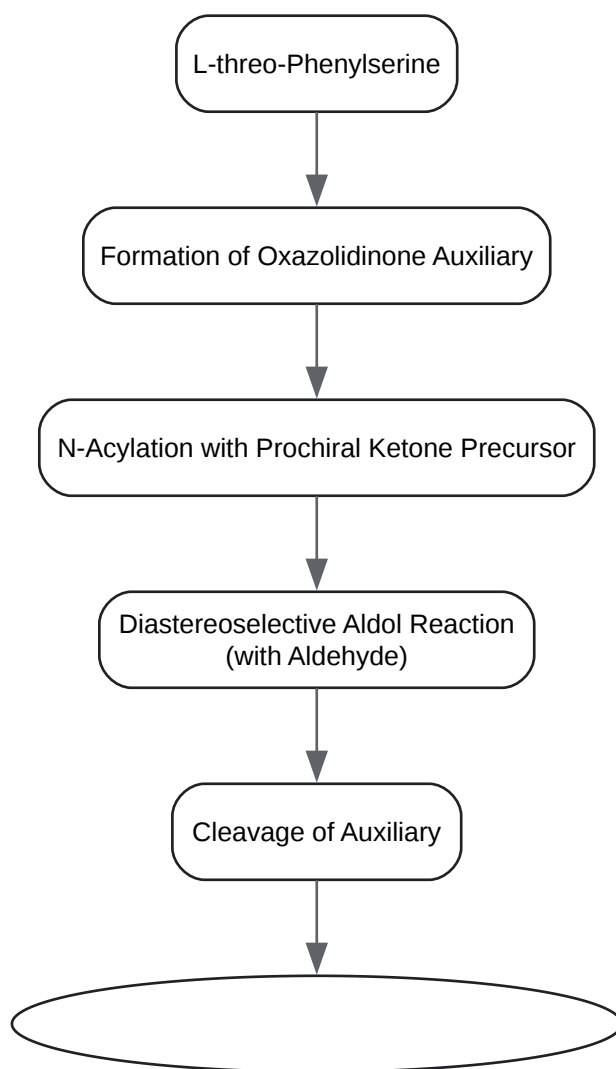 L-threo-Phenylserine
Formation of Oxazolidinone Auxiliary
N-Acylation with Prochiral Ketone Precursor
Diastereoselective Aldol Reaction
(with Aldehyde)
Cleavage of Auxiliary